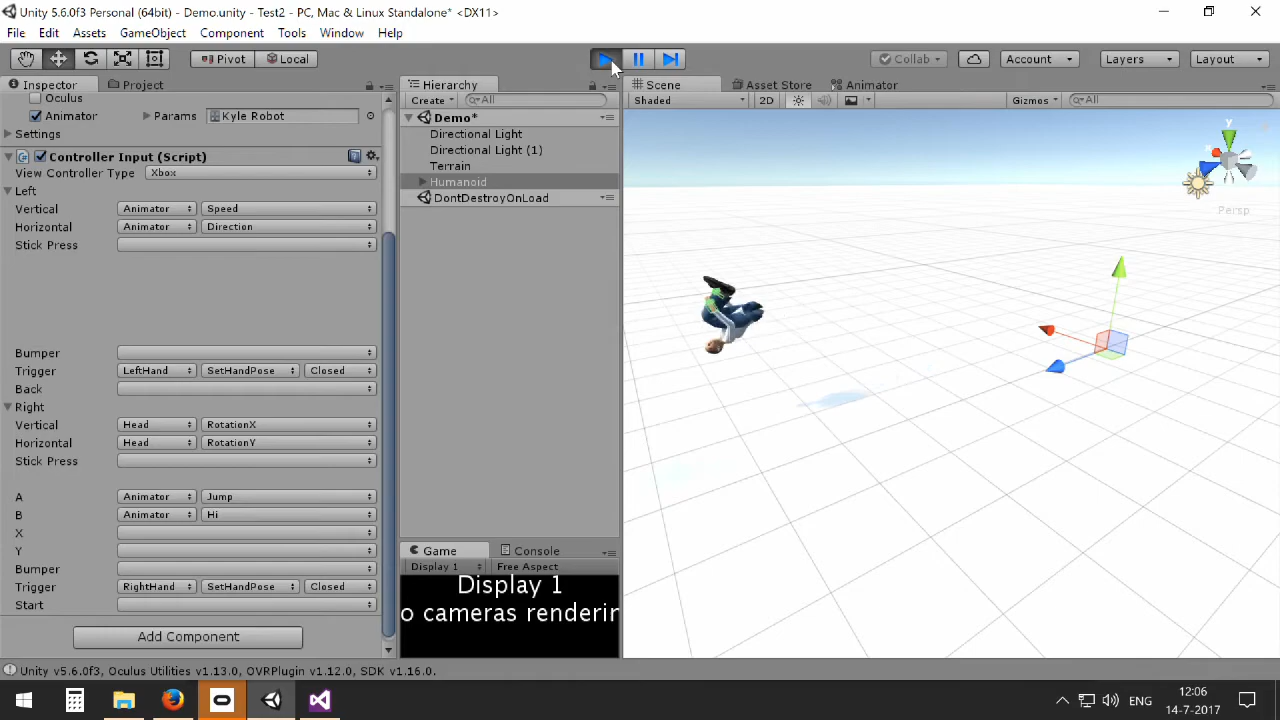 Unity 5.6.0f3 Personal (64bit) - Demo.unity - Test2 - PC, Mac & Linux Standalone* <DX11>
File Edit Assets GameObject Component Tools Window Help
Pivot Local Collab Account Layers Layout
Inspector Project Hierarchy Scene Asset Store Animator
Oculus Create All Shaded 2D Gizmos All
Animator Params Kyle Robot Demo*
Settings Directional Light
Controller Input (Script) Directional Light (1)
View Controller Type Xbox Terrain
Left Humanoid
Vertical Animator Speed DontDestroyOnLoad
Horizontal Animator Direction
Stick Press
Bumper
Trigger LeftHand SetHandPose Closed
Back
Right
Vertical Head RotationX
Horizontal Head RotationY
Stick Press
A Animator Jump
B Animator Hi
X
Y
Bumper
Trigger RightHand SetHandPose Closed
Start
Add Component
Game Console
Display 1 Free Aspect
Display 1
o cameras renderin
y
Persp
Unity v5.6.0f3, Oculus Utilities v1.13.0, OVRPlugin v1.12.0, SDK v1.16.0.
ENG
12:06
14-7-2017